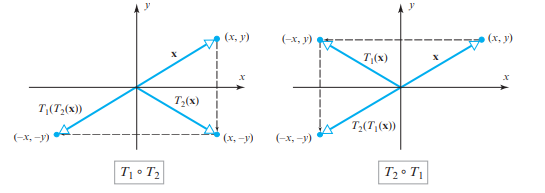 y
(x, y)
x
x
T₁(T₂(x))
T₂(x)
(–x, –y)
(x, –y)
T₁ ∘ T₂
y
(–x, y)
(x, y)
T₁(x)
x
x
T₂(T₁(x))
(–x, –y)
T₂ ∘ T₁